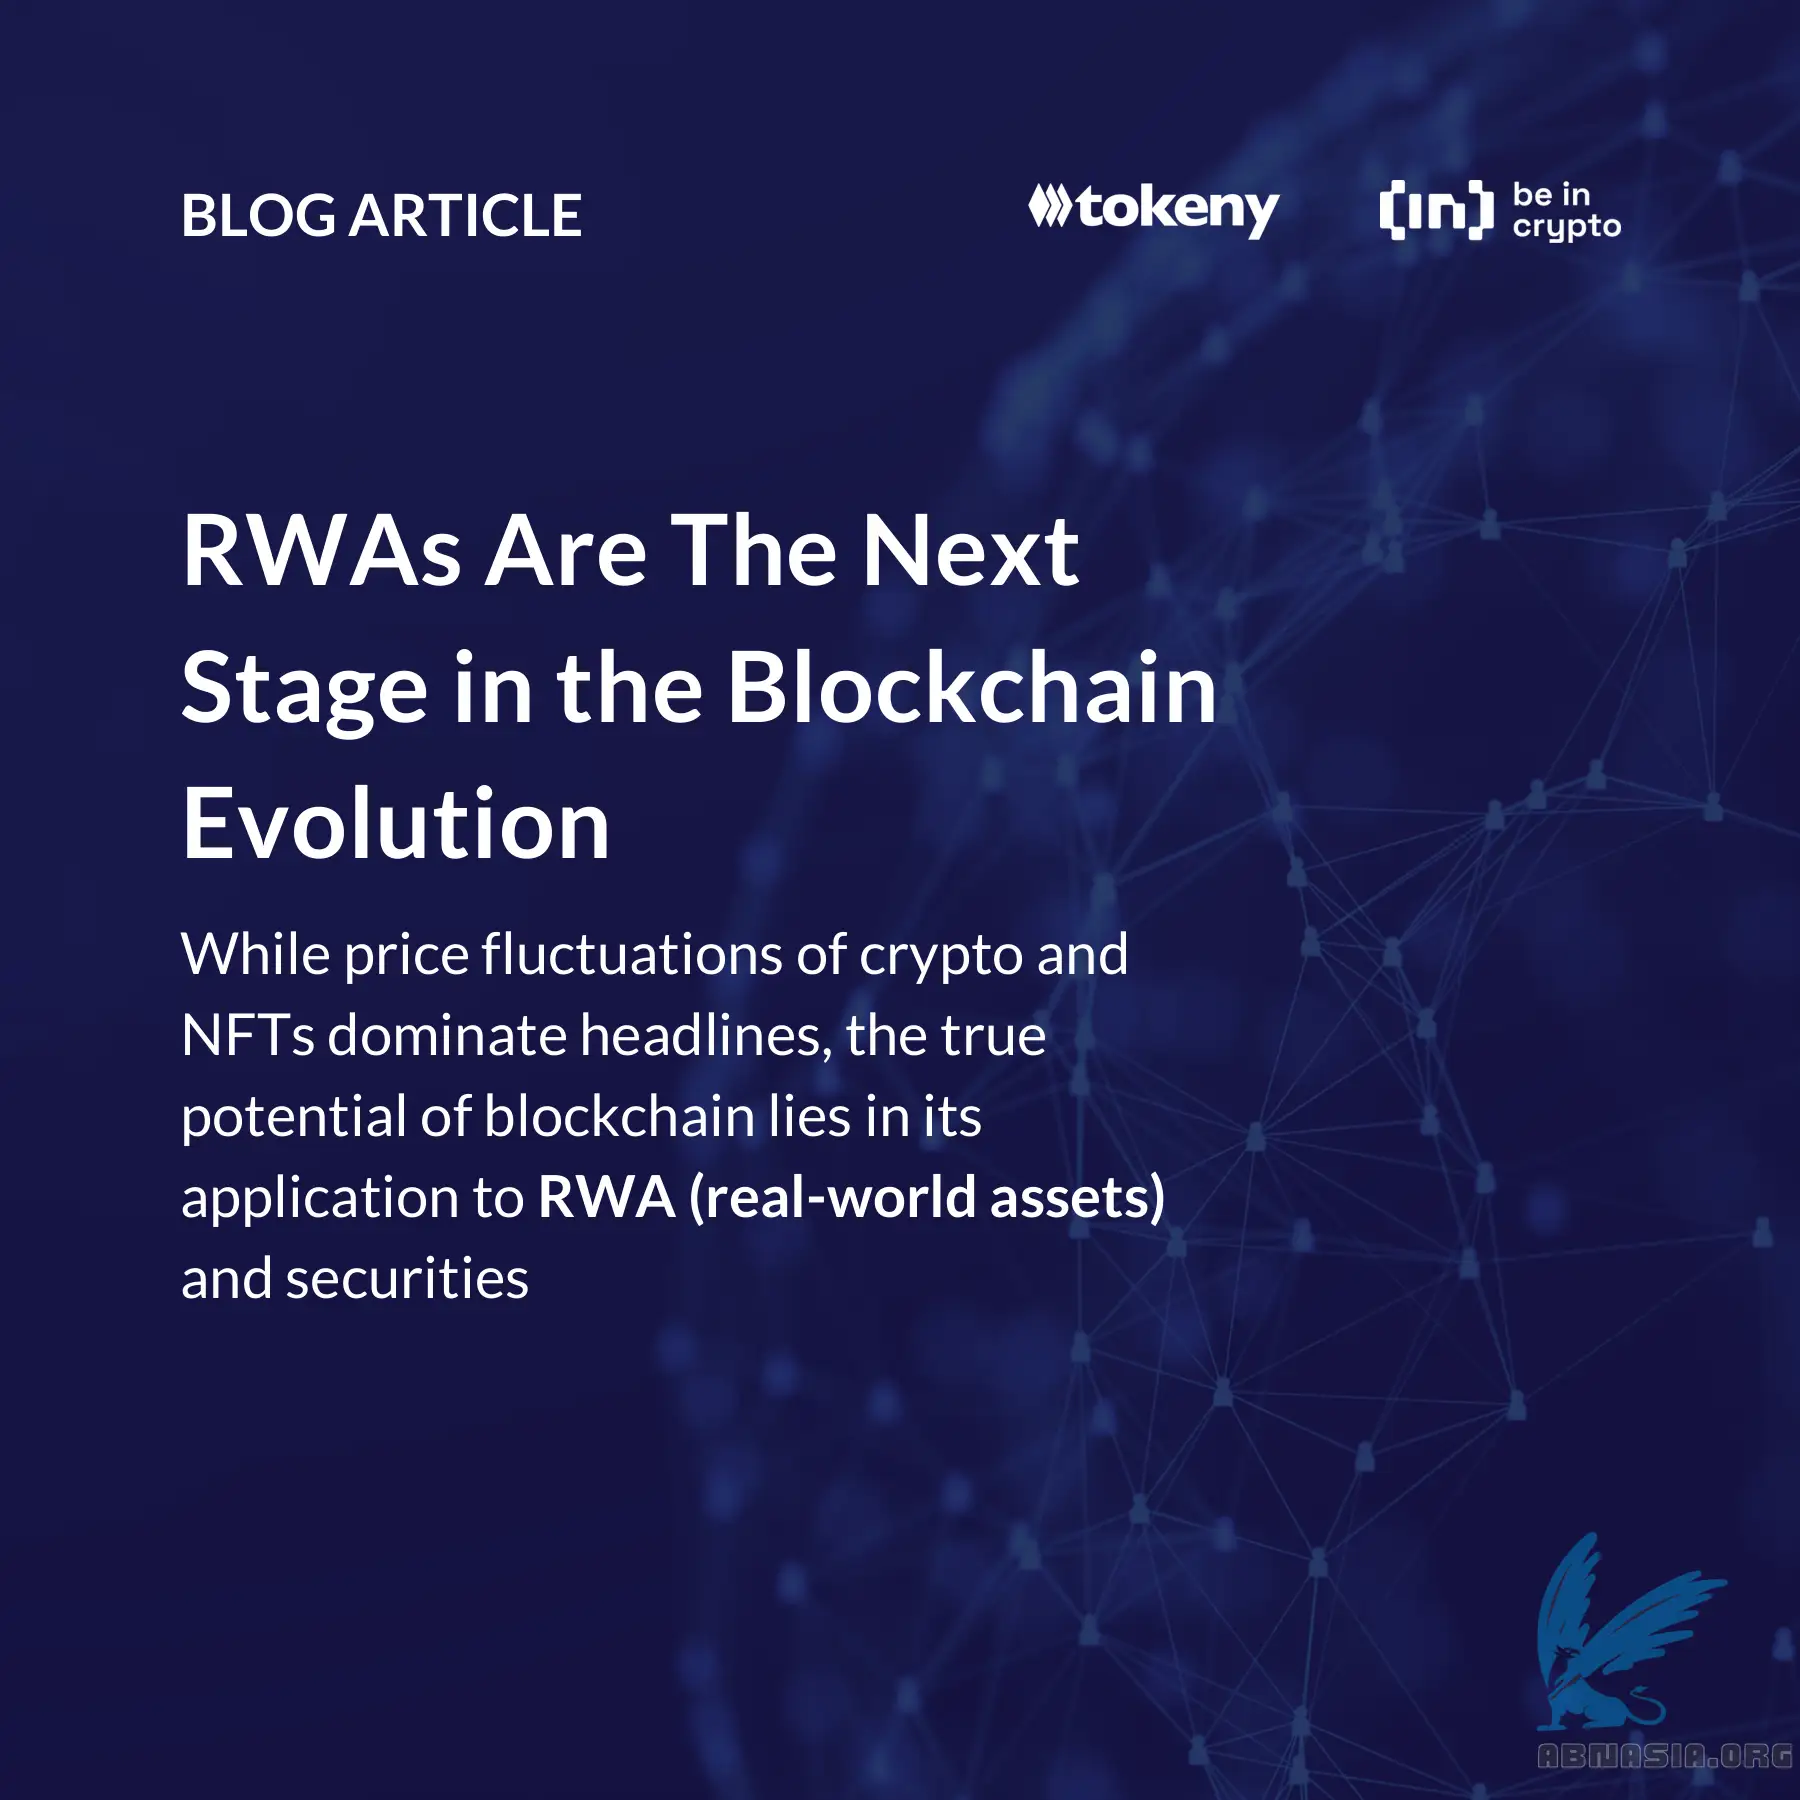 BLOG ARTICLE
tokeny
[in] be in
crypto
RWAs Are The Next
Stage in the Blockchain
Evolution
While price fluctuations of crypto and
NFTs dominate headlines, the true
potential of blockchain lies in its
application to RWA (real-world assets)
and securities
ABNASIA.ORG